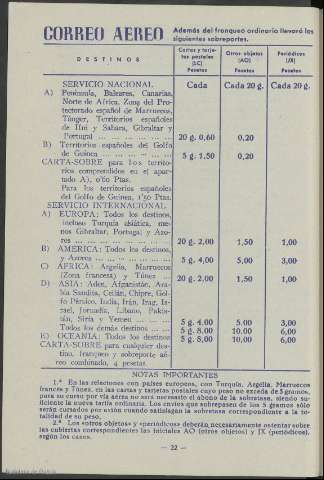 CORREO AEREO
Además del franqueo ordinario llevará los siguientes sobreportes.
DESTINOS
Cartas y tarjetas postales (LC) Pesetas
Otros objetos (AO) Pesetas
Periódicos (JX) Pesetas
SERVICIO NACIONAL Cada Cada 20 g. Cada 20 g.
A) Península, Baleares, Canarias,
Norte de Africa, Zona del Pro-
tectorado español de Marruecos,
Tánger, Territorios españoles
de Ifni y Sahara, Gibraltar y
Portugal ... 20 g. 0,60 0,20
B) Territorios españoles del Golfo
de Guinea ... 5 g. 1,50 0,20
CARTA-SOBRE para los territo-
rios comprendidos en el apar-
tado A), 0'60 Ptas.
Para los territorios españoles
del Golfo de Guinea, 1'50 Ptas.
SERVICIO INTERNACIONAL
A) EUROPA: Todos los destinos,
incluso Turquía asiática, me-
nos Gibraltar, Portugal y Azo-
res ... 20 g. 2,00 1,50 1,00
B) AMERICA: Todos los destinos,
y Azores ... 5 g. 4,00 5,00 3,00
C) AFRICA: Argelia, Marruecos
(Zona francesa) y Túnez ... 20 g. 2,00 1,50 1,00
D) ASIA: Aden, Afganistán, Ara-
bia Saudita, Ceilán, Chipre, Gol-
fo Pérsico, India, Irán, Iraq, Is-
rael, Jordania, Líbano, Pakis-
tán, Siria y Yemen ... 5 g. 4,00 5,00 3,00
Todos los demás destinos ... 5 g. 8,00 10,00 6,00
E) OCEANIA: Todos los destinos 5 g. 8,00 10,00 6,00
CARTA-SOBRE para cualquier des-
tino, franqueo y sobreporte aé-
reo combinado, 4 pesetas.
NOTAS IMPORTANTES
1.ª En las relaciones con países europeos, con Turquía, Argelia, Marruecos
francés y Túnez, en las cartas y tarjetas postales cuyo peso no exceda de 5 gramos,
para su curso por vía aérea no será necesario el abono de la sobretasa, siendo su-
ficiente la nueva tarifa ordinaria. Los envíos que sobrepasen de los 5 gramos sólo
serán cursados por avión cuando satisfagan la sobretasa correspondiente a la to-
talidad de su peso.
2.ª Los «otros objetos» y «periódicos» deberán necesariamente ostentar sobre
las cubiertas correspondientes las iniciales AO (otros objetos) y JX (periódicos),
según los casos.
— 22 —